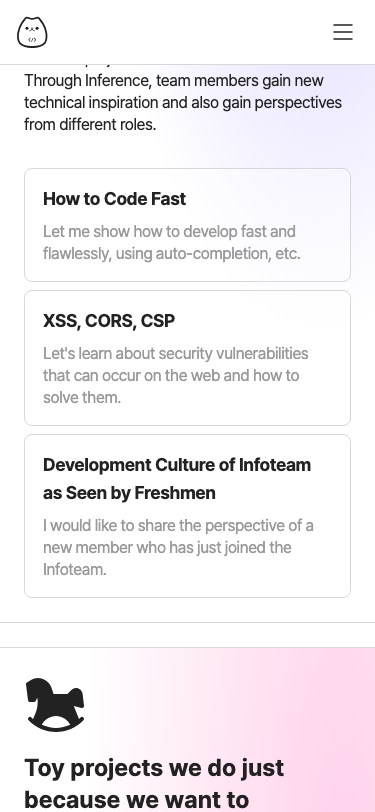 Through Inference, team members gain new
technical inspiration and also gain perspectives
from different roles.
How to Code Fast
Let me show how to develop fast and
flawlessly, using auto-completion, etc.
XSS, CORS, CSP
Let's learn about security vulnerabilities
that can occur on the web and how to
solve them.
Development Culture of Infoteam
as Seen by Freshmen
I would like to share the perspective of a
new member who has just joined the
Infoteam.
Toy projects we do just
because we want to